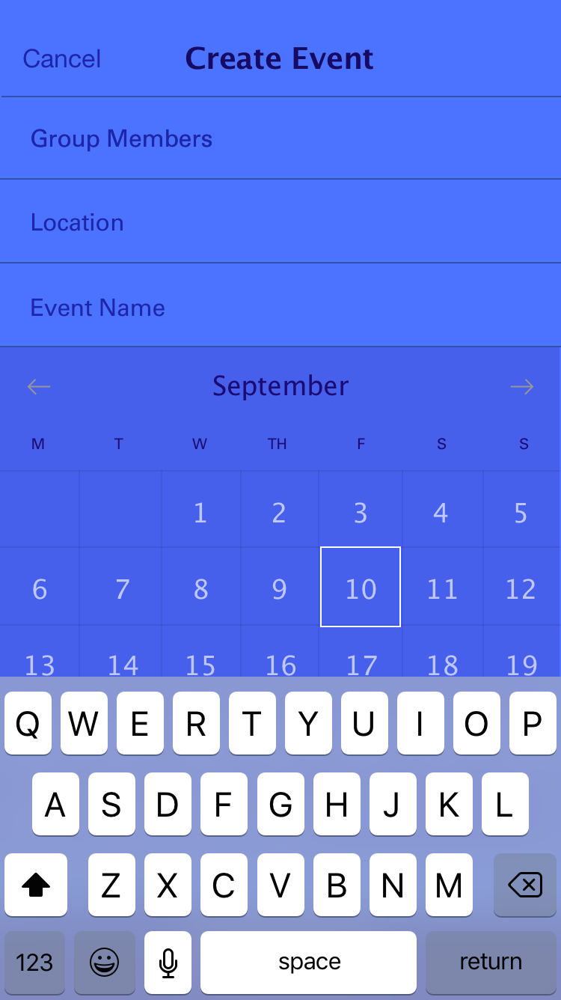 Cancel Create Event
Group Members
Location
Event Name
September
M T W TH F S S
1 2 3 4 5
6 7 8 9 10 11 12
13 14 15 16 17 18 19
Q W E R T Y U I O P
A S D F G H J K L
Z X C V B N M
123 space return